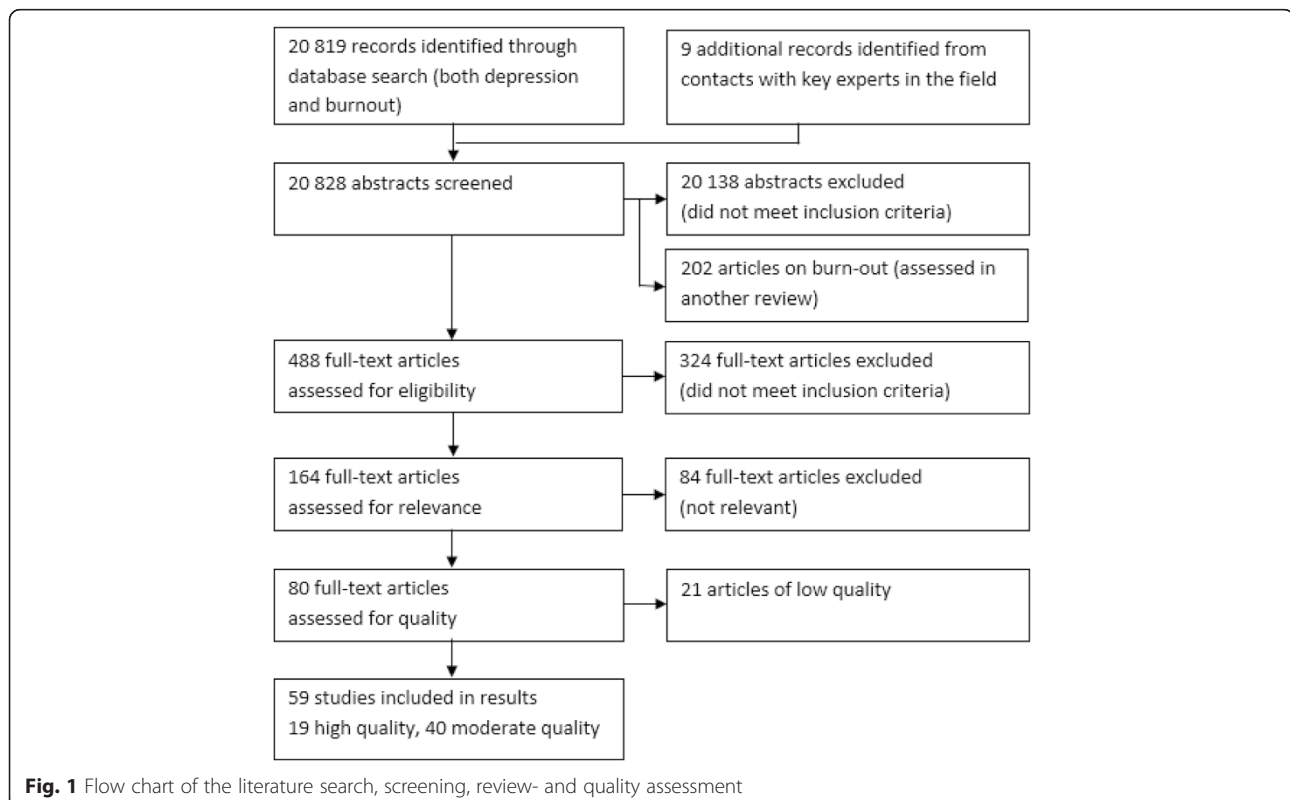 20 819 records identified through
database search (both depression
and burnout)
9 additional records identified from
contacts with key experts in the field
20 828 abstracts screened
20 138 abstracts excluded
(did not meet inclusion criteria)
202 articles on burn-out (assessed in
another review)
488 full-text articles
assessed for eligibility
324 full-text articles excluded
(did not meet inclusion criteria)
164 full-text articles
assessed for relevance
84 full-text articles excluded
(not relevant)
80 full-text articles
assessed for quality
21 articles of low quality
59 studies included in results
19 high quality, 40 moderate quality
Fig. 1 Flow chart of the literature search, screening, review- and quality assessment